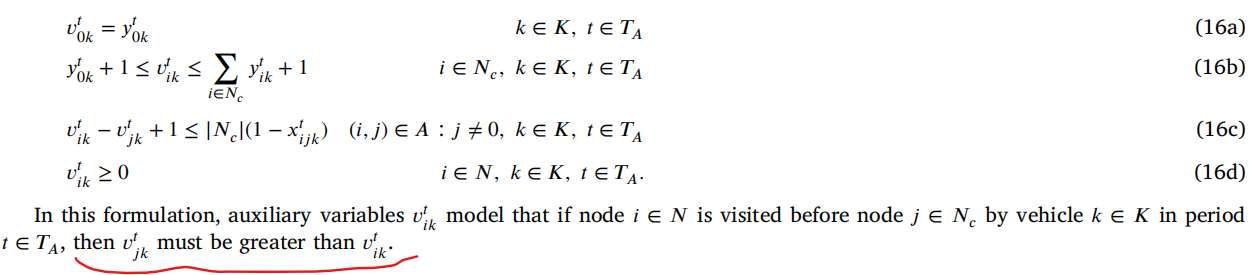 v^t_{0k} = y^t_{0k} k ∈ K, t ∈ T_A (16a)
y^t_{0k} + 1 ≤ v^t_{ik} ≤ ∑_{i∈N_c} y^t_{ik} + 1 i ∈ N_c, k ∈ K, t ∈ T_A (16b)
v^t_{ik} − v^t_{jk} + 1 ≤ |N_c|(1 − x^t_{ijk}) (i, j) ∈ A : j ≠ 0, k ∈ K, t ∈ T_A (16c)
v^t_{ik} ≥ 0 i ∈ N, k ∈ K, t ∈ T_A. (16d)
In this formulation, auxiliary variables v^t_{ik} model that if node i ∈ N is visited before node j ∈ N_c by vehicle k ∈ K in period
t ∈ T_A, then v^t_{jk} must be greater than v^t_{ik}.